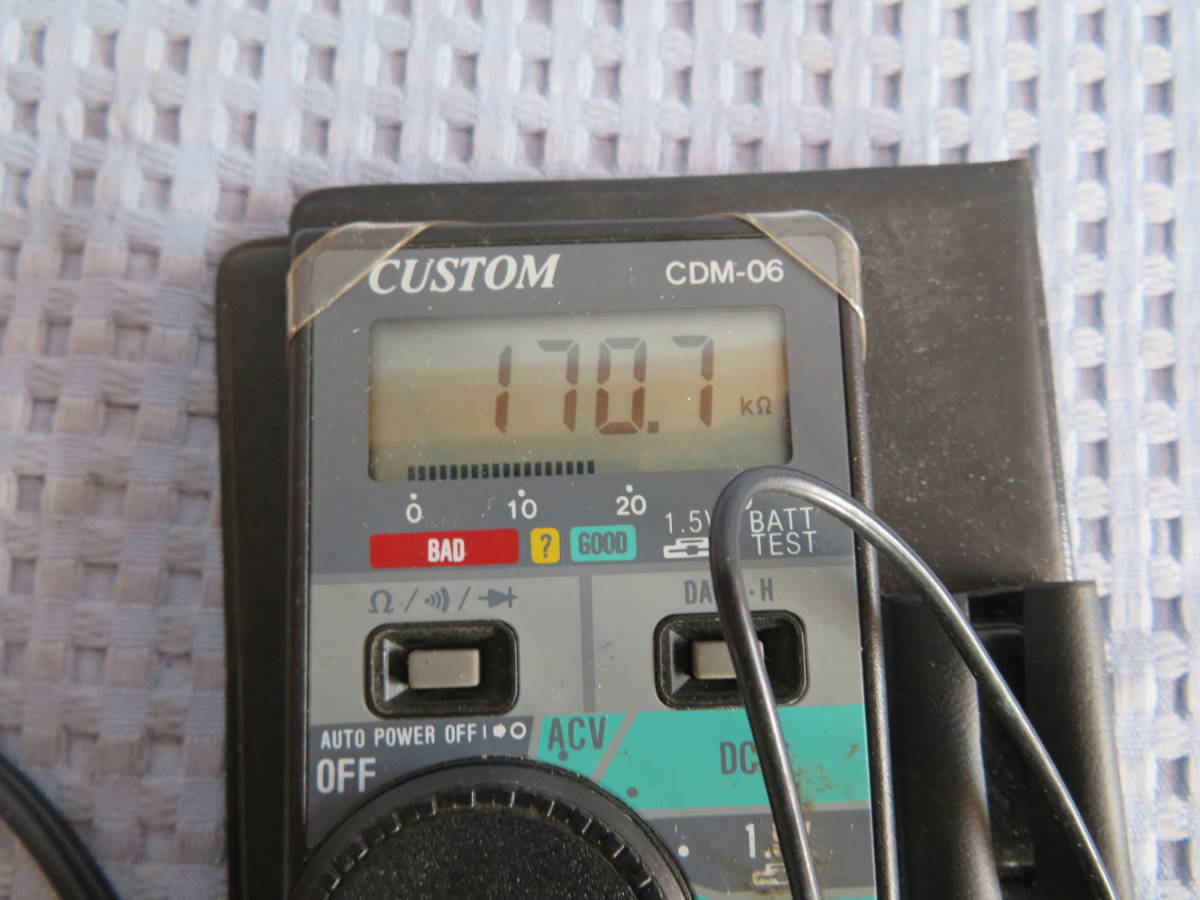 CUSTOM CDM-06
170.7 kΩ
0 10 20
BAD ? GOOD 1.5V BATT
TEST
Ω / /
AUTO POWER OFF
OFF
ACV